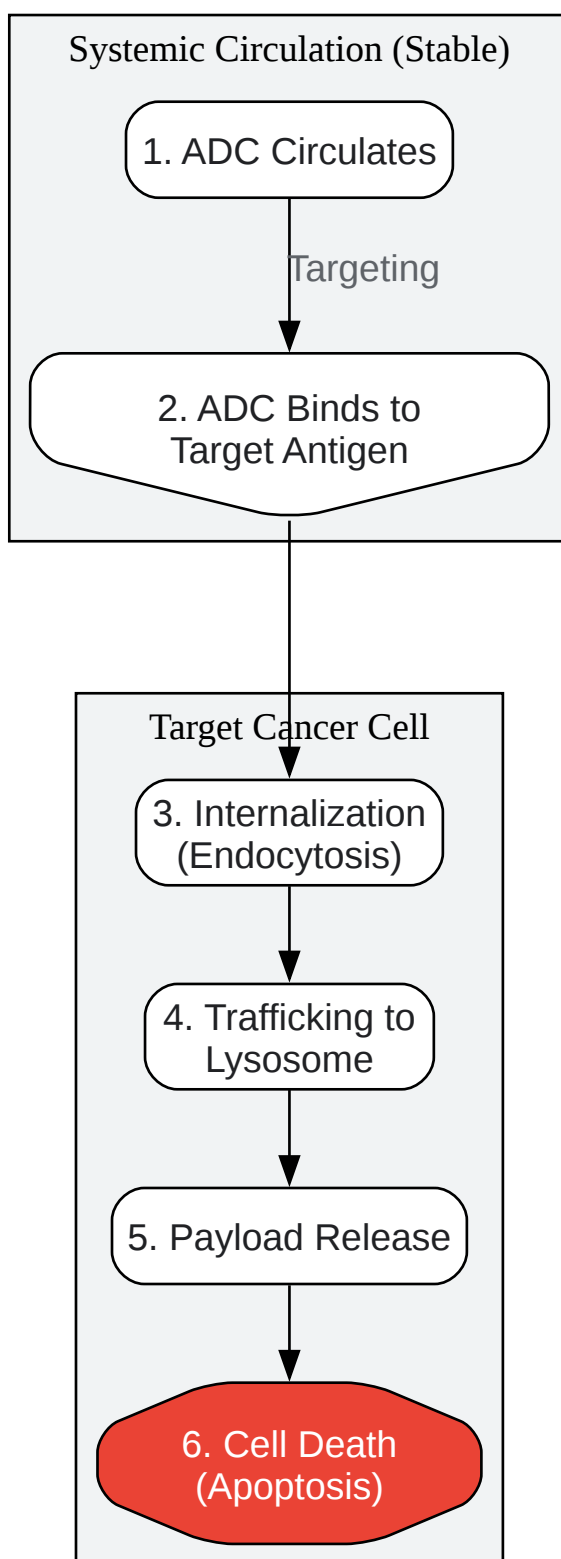 Systemic Circulation (Stable)
1. ADC Circulates
Targeting
2. ADC Binds to
Target Antigen
Target Cancer Cell
3. Internalization
(Endocytosis)
4. Trafficking to
Lysosome
5. Payload Release
6. Cell Death
(Apoptosis)